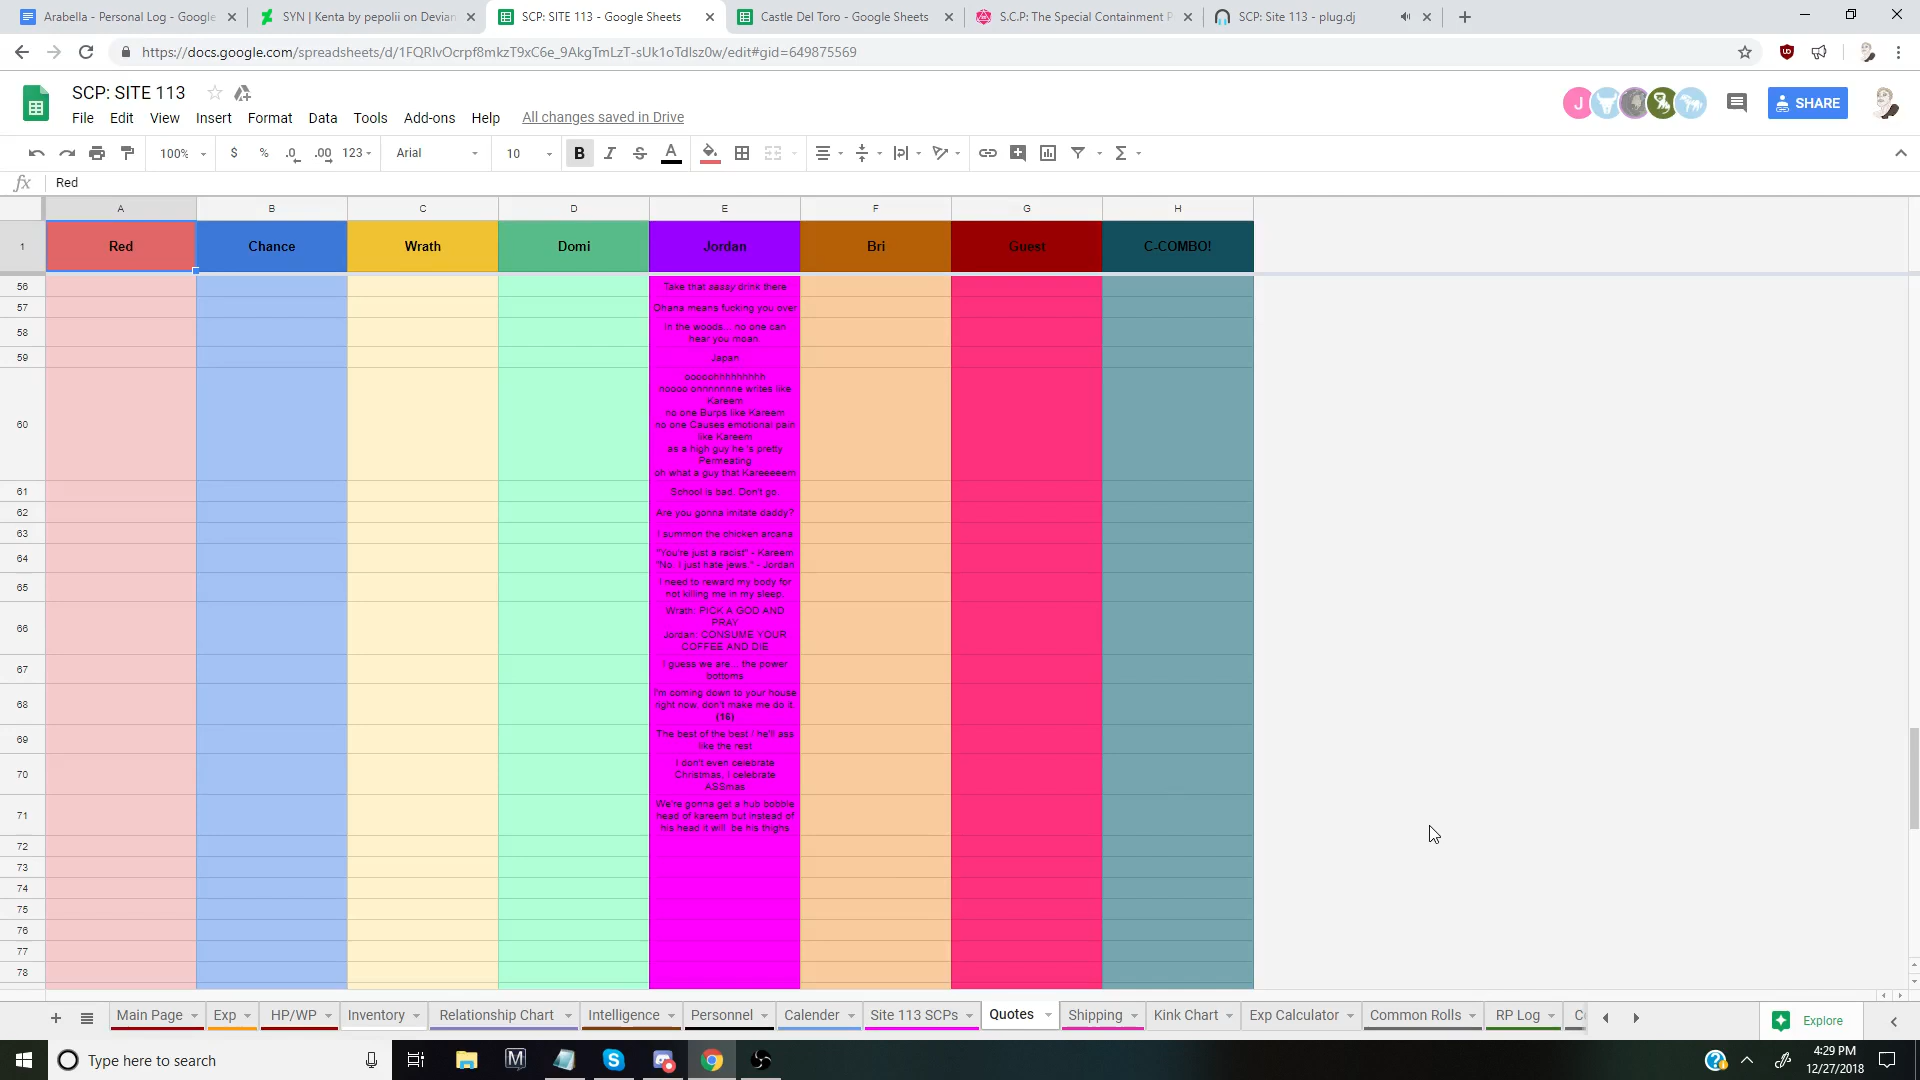 Arabella - Personal Log - Google
SYN | Kenta by pepolii on Devian
SCP: SITE 113 - Google Sheets
Castle Del Toro - Google Sheets
S.C.P: The Special Containment P
SCP: Site 113 - plug.dj
https://docs.google.com/spreadsheets/d/1FQRlvOcrpf8mkzT9xC6e_9AkgTmLzT-sUk1oTdlsz0w/edit#gid=649875569
SCP: SITE 113
J
SHARE
File Edit View Insert Format Data Tools Add-ons Help All changes saved in Drive
100% $ % .0 .00 123 Arial 10 B I S A
fx Red
A B C D E F G H
1 Red Chance Wrath Domi Jordan Bri Guest C-COMBO!
56 Take that sassy drink there
57 Ohana means fucking you over
58 In the woods... no one can
hear you moan
59 Japan
60 ooooohhhhhhhhh
noooo onnnnnnne writes like
Kareem
no one Burps like Kareem
no one Causes emotional pain
like Kareem
as a high guy he 's pretty
Permeating
oh what a guy that Kareeeeem
61 School is bad. Don't go.
62 Are you gonna imitate daddy?
63 I summon the chicken arcana
64 "You're just a racist" - Kareem
"No. I just hate jews." - Jordan
65 I need to reward my body for
not killing me in my sleep.
66 Wrath: PICK A GOD AND
PRAY
Jordan: CONSUME YOUR
COFFEE AND DIE
67 I guess we are... the power
bottoms
68 I'm coming down to your house
right now, don't make me do it.
(16)
69 The best of the best / he'll ass
like the rest
70 I don't even celebrate
Christmas, I celebrate
ASSmas
71 We're gonna get a hub bobble
head of kareem but instead of
his head it will be his thighs
72
73
74
75
76
77
78
Main Page Exp HP/WP Inventory Relationship Chart Intelligence Personnel Calender Site 113 SCPs Quotes Shipping Kink Chart Exp Calculator Common Rolls RP Log Explore
Type here to search
4:29 PM
12/27/2018